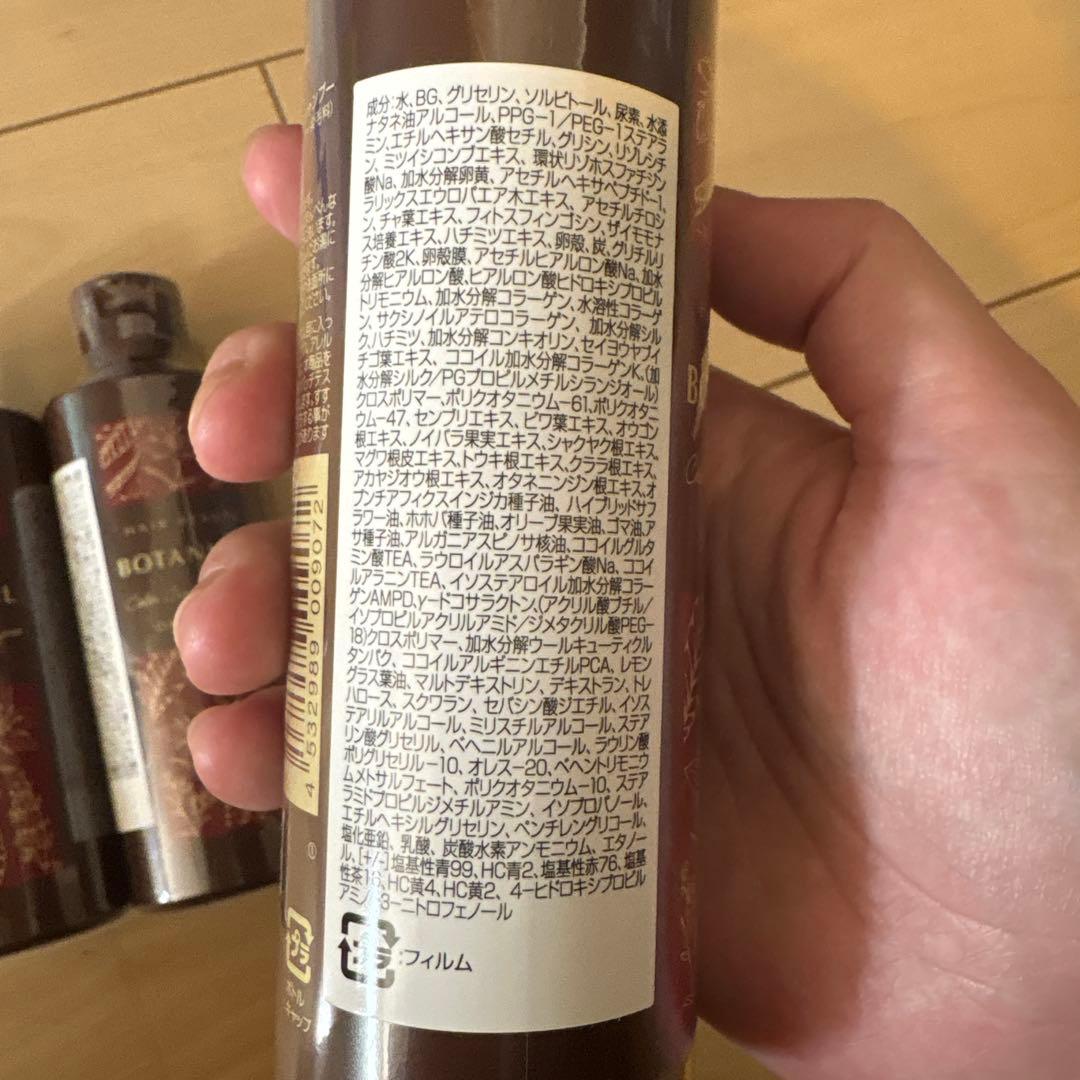 成分:水、BG、グリセリン、ソルビトール、尿素、水添
ナタネ油アルコール、PPG-1/PEG-1ステアラ
ミン、エチルヘキサン酸セチル、グリシン、リゾレシチ
ン、ミツイシコンブエキス、環状リゾホスファチジン
酸Na、加水分解卵黄、アセチルヘキサペプチド-1、
ラリックスエウロパエア木エキス、アセチルチロシ
ン、チャ葉エキス、フィトスフィンゴシン、ザイモモナ
ス培養エキス、ハチミツエキス、卵殻、炭、グリチルリ
チン酸2K、卵殻膜、アセチルヒアルロン酸Na、加水
分解ヒアルロン酸、ヒアルロン酸ヒドロキシプロピル
トリモニウム、加水分解コラーゲン、水溶性コラーゲ
ン、サクシノイルアテロコラーゲン、加水分解シル
ク、ハチミツ、加水分解コンキオリン、セイヨウヤブイ
チゴ葉エキス、ココイル加水分解コラーゲンK、(加
水分解シルク/PGプロピルメチルシランジオール)
クロスポリマー、ポリクオタニウム-61、ポリクオタニ
ウム-47、センブリエキス、ビワ葉エキス、オウゴン
根エキス、ノイバラ果実エキス、シャクヤク根エキス、
マグワ根皮エキス、トウキ根エキス、クララ根エキス、
アカヤジオウ根エキス、オタネニンジン根エキス、オ
プンチアフィクスインジカ種子油、ハイブリッドサフ
ラワー油、ホホバ種子油、オリーブ果実油、ゴマ油、ア
サ種子油、アルガニアスピノサ核油、ココイルグルタ
ミン酸TEA、ラウロイルアスパラギン酸Na、ココイ
ルアラニンTEA、イソステアロイル加水分解コラー
ゲンAMPD、γードコサラクトン、(アクリル酸ブチル/
イソプロピルアクリルアミド/ジメタクリル酸PEG-
18)クロスポリマー、加水分解ウールキューティクル
タンパク、ココイルアルギニンエチルPCA、レモン
グラス葉油、マルトデキストリン、デキストラン、トレ
ハロース、スクワラン、セバシン酸ジエチル、イソス
テアリルアルコール、ミリスチルアルコール、ステア
リン酸グリセリル、ベヘニルアルコール、ラウリン酸
ポリグリセリル-10、オレス-20、ベヘントリモニウ
ムメトサルフェート、ポリクオタニウム-10、ステア
ラミドプロピルジメチルアミン、イソプロパノール、
エチルヘキシルグリセリン、ペンチレングリコール、
塩化亜鉛、乳酸、炭酸水素アンモニウム、エタノー
ル、[+/-]塩基性青99、HC青2、塩基性赤76、塩基
性茶16、HC黄4、HC黄2、4-ヒドロキシプロピル
アミノ-3-ニトロフェノール
プラ
:フィルム
プラ
ボトル
キャップ
4 532989 009072
①
BOTAN